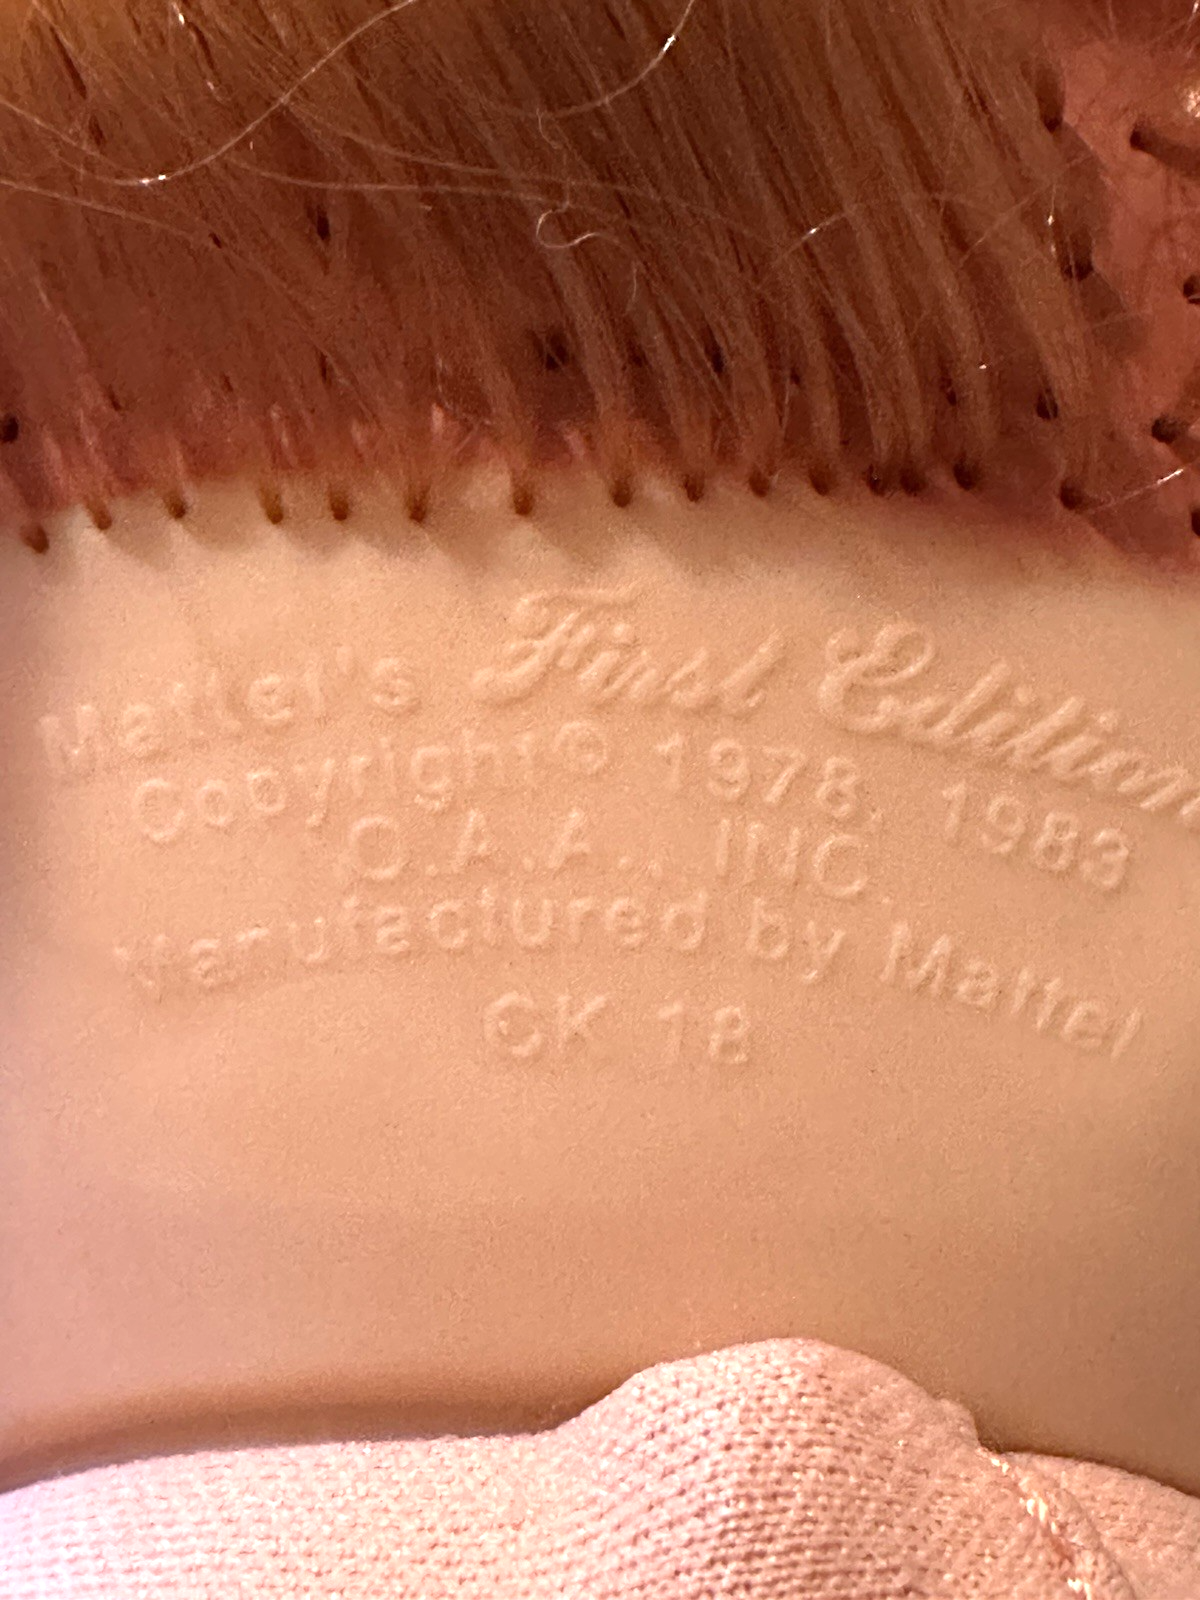 Mattel's First Edition
Copyright © 1978, 1983
O.A.A., INC.
Manufactured by Mattel
CK 18